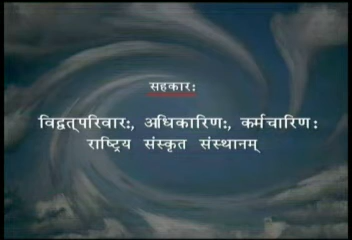 सहकारः
विद्वत्परिवारः, अधिकारिणः, कर्मचारिणः
राष्ट्रिय संस्कृत संस्थानम्